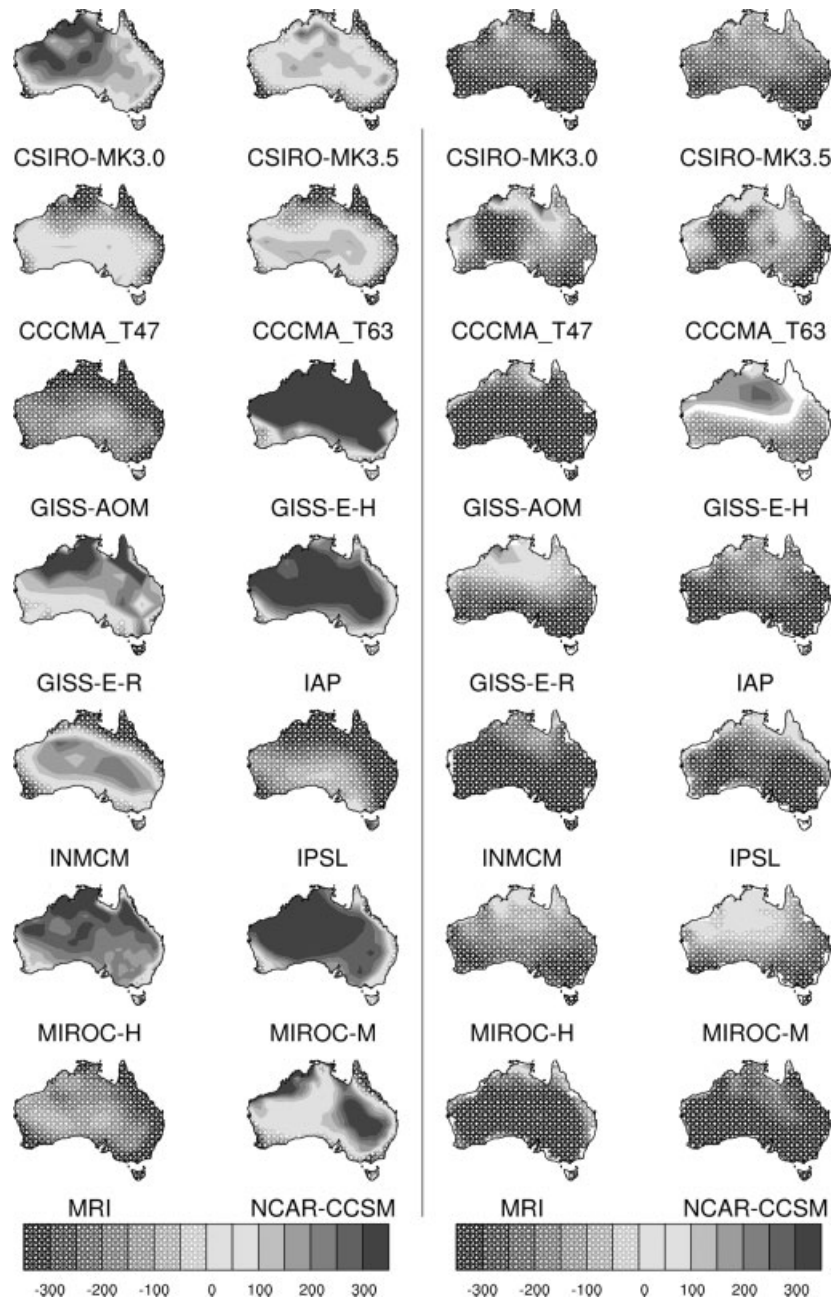 CSIRO-MK3.0 CSIRO-MK3.5 CSIRO-MK3.0 CSIRO-MK3.5
CCCMA_T47 CCCMA_T63 CCCMA_T47 CCCMA_T63
GISS-AOM GISS-E-H GISS-AOM GISS-E-H
GISS-E-R IAP GISS-E-R IAP
INMCM IPSL INMCM IPSL
MIROC-H MIROC-M MIROC-H MIROC-M
MRI NCAR-CCSM MRI NCAR-CCSM
-300 -200 -100 0 100 200 300 -300 -200 -100 0 100 200 300